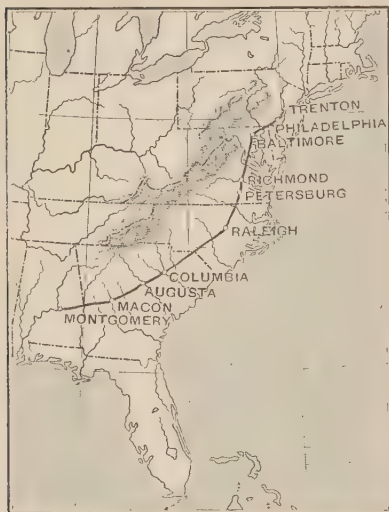 TRENTON
PHILADELPHIA
BALTIMORE
RICHMOND
PETERSBURG
RALEIGH
COLUMBIA
AUGUSTA
MACON
MONTGOMERY